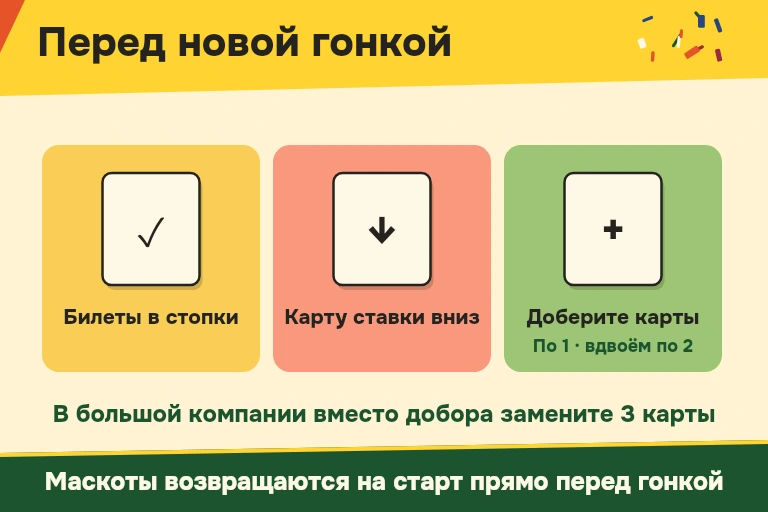 Перед новой гонкой
✓
↓
+
Билеты в стопки
Карту ставки вниз
Доберите карты
По 1 · вдвоём по 2
В большой компании вместо добора замените 3 карты
Маскоты возвращаются на старт прямо перед гонкой